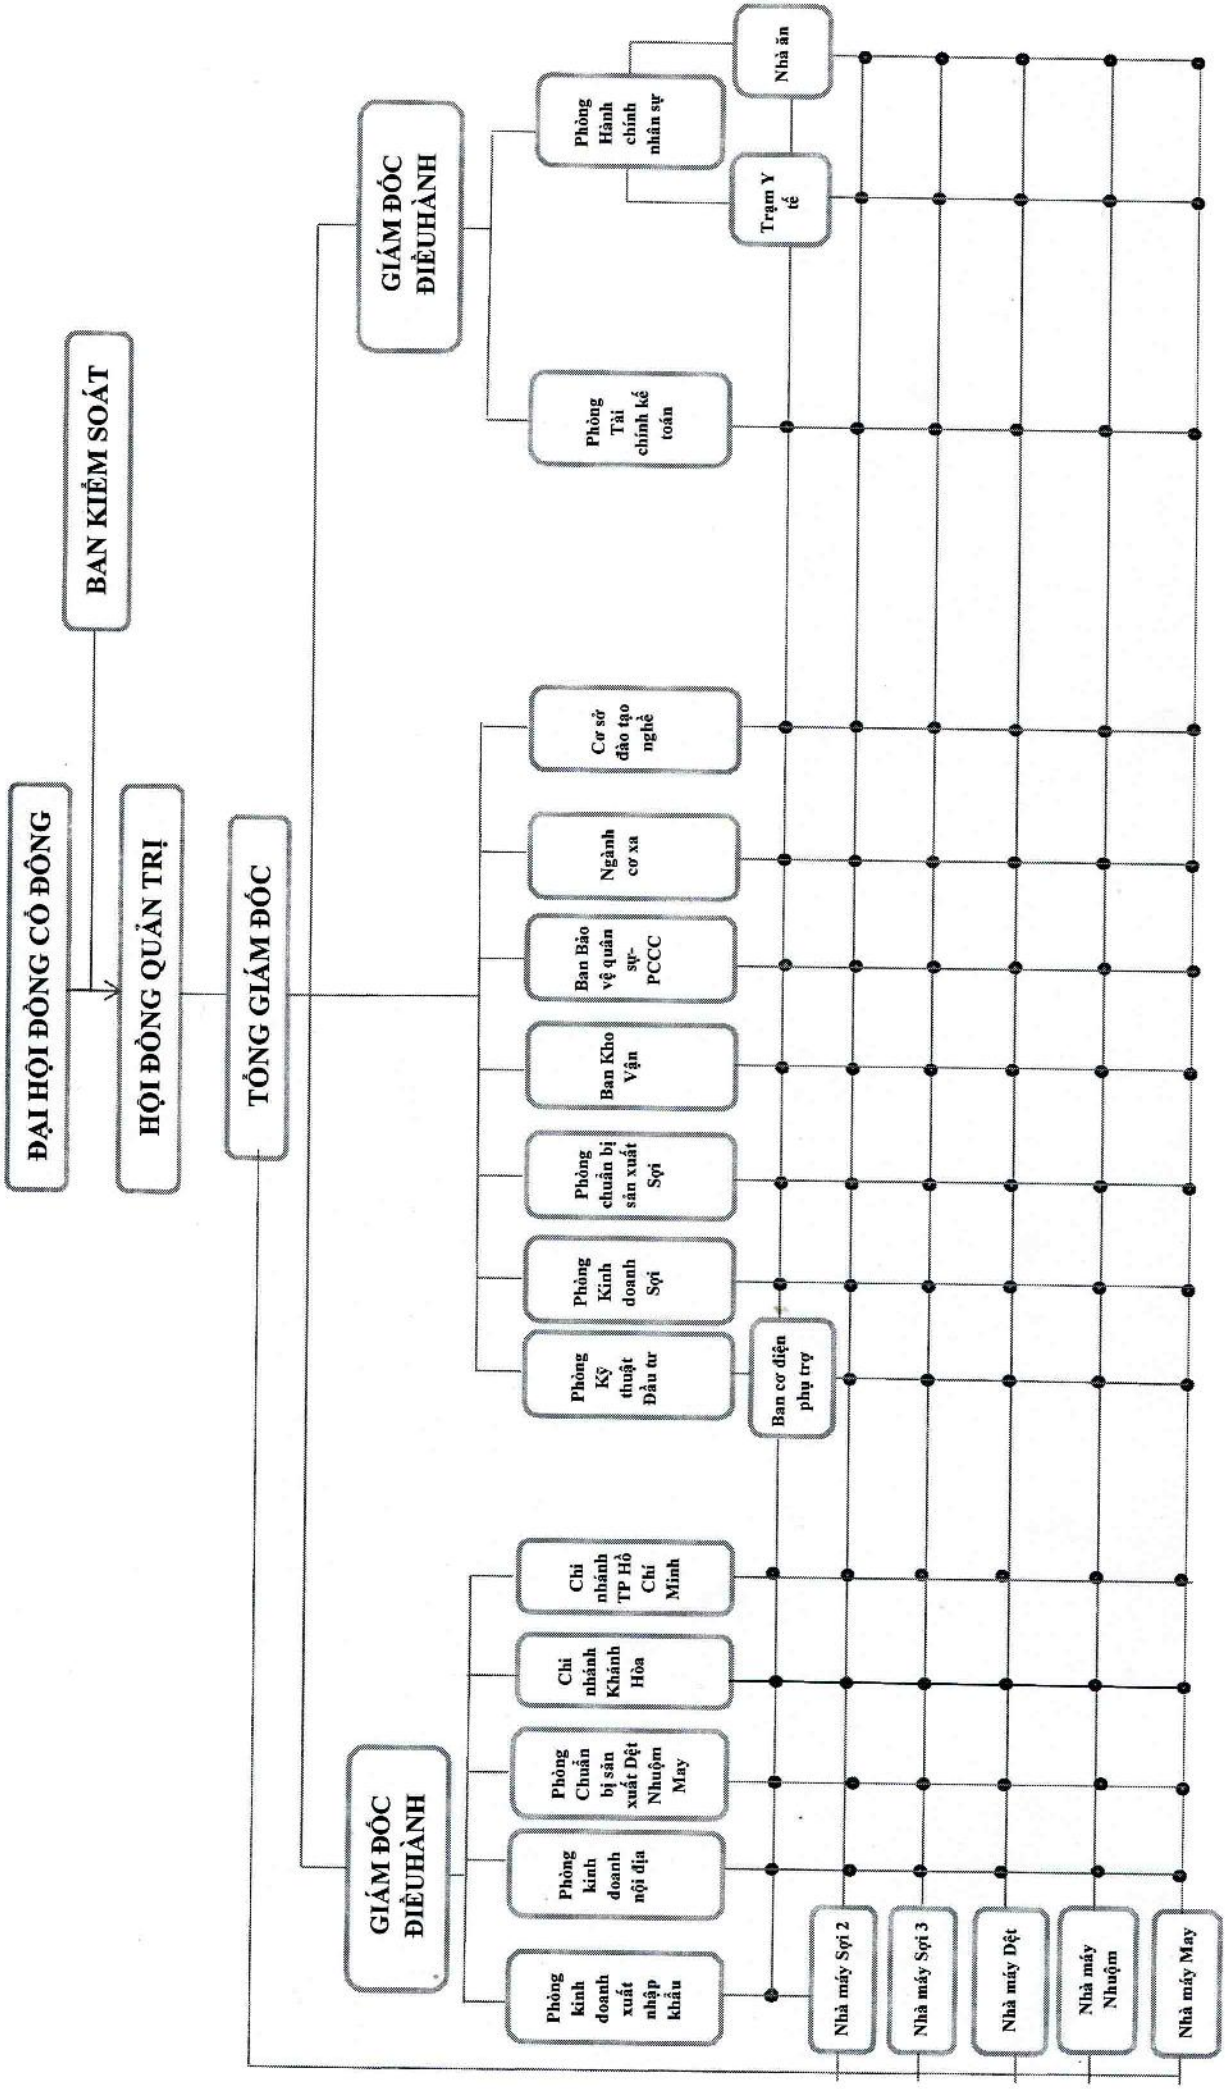 ĐẠI HỘI ĐỒNG CỔ ĐÔNG
BAN KIỂM SOÁT
HỘI ĐỒNG QUẢN TRỊ
TỔNG GIÁM ĐỐC
GIÁM ĐỐC
ĐIỀUHÀNH
GIÁM ĐỐC
ĐIỀUHÀNH
Phòng
kinh
doanh
xuất
nhập
khẩu
Phòng
kinh
doanh
nội địa
Phòng
Chuẩn
bị sản
xuất Dệt
Nhuộm
May
Chi
nhánh
Khánh
Hòa
Chi
nhánh
TP Hồ
Chí
Minh
Phòng
Kỹ
thuật
Đầu tư
Phòng
Kinh
doanh
Sợi
Phòng
chuẩn bị
sản xuất
Sợi
Ban Kho
Vận
Ban Bảo
vệ quân
sự-
PCCC
Ngành
cơ xa
Cơ sở
đào tạo
nghề
Phòng
Tài
chính kế
toán
Phòng
Hành
chính
nhân sự
Ban cơ điện
phụ trợ
Trạm Y
tế
Nhà ăn
Nhà máy Sợi 2
Nhà máy Sợi 3
Nhà máy Dệt
Nhà máy
Nhuộm
Nhà máy May